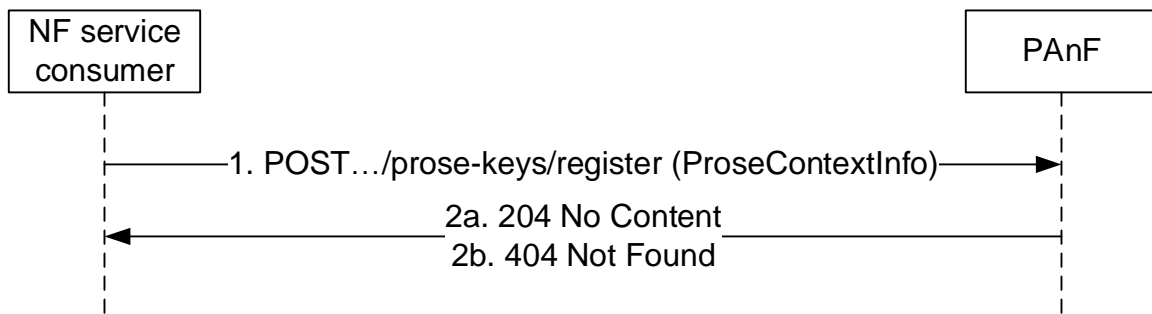 NF service
consumer
PAnF
1. POST…/prose-keys/register (ProseContextInfo)
2a. 204 No Content
2b. 404 Not Found